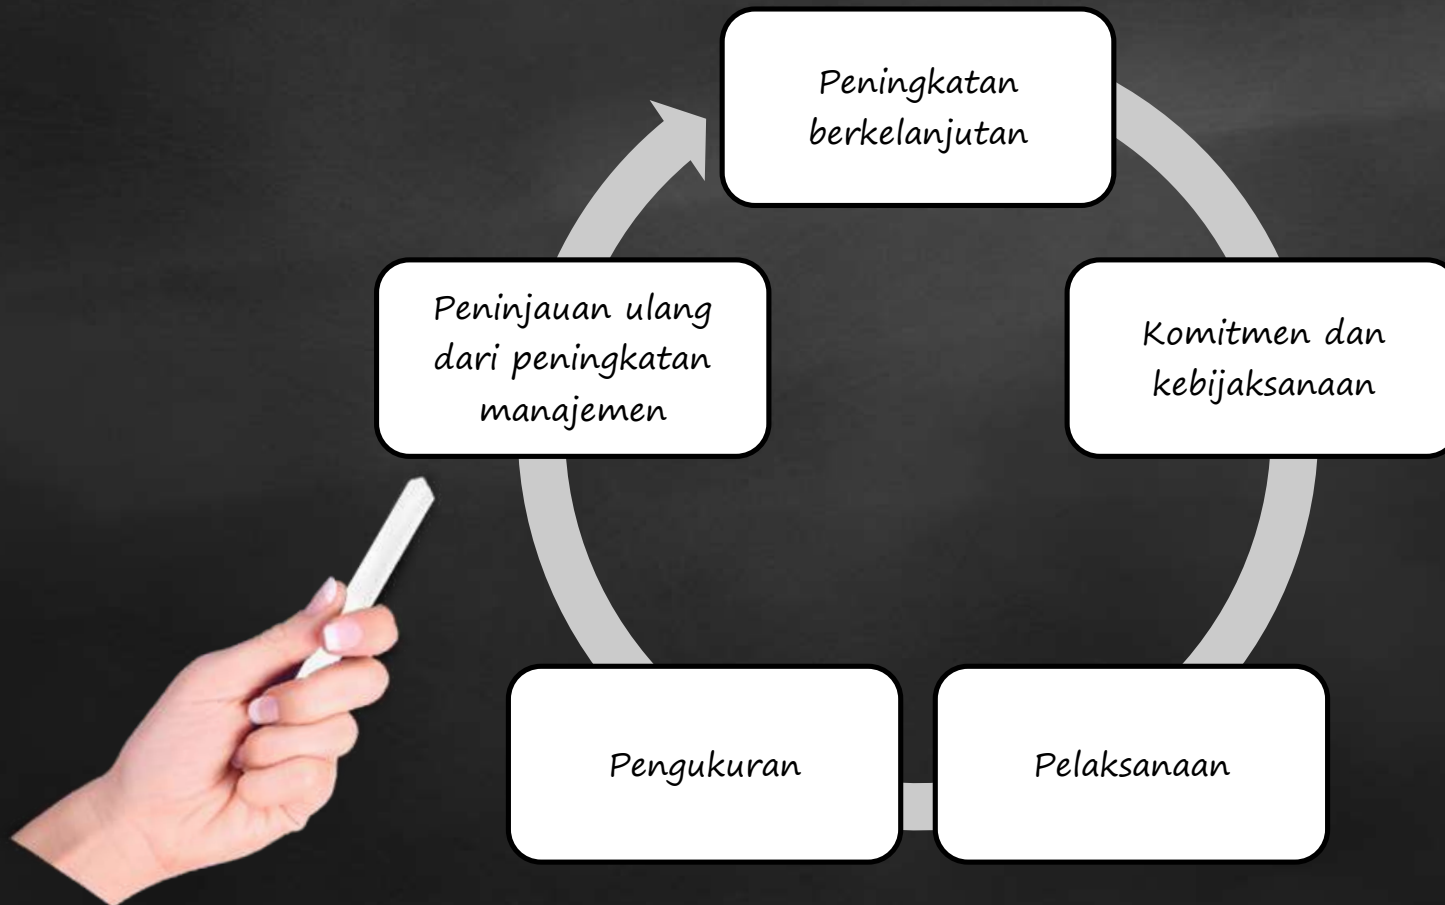 Peningkatan
berkelanjutan
Komitmen dan
kebijaksanaan
Pelaksanaan
Pengukuran
Peninjauan ulang
dari peningkatan
manajemen